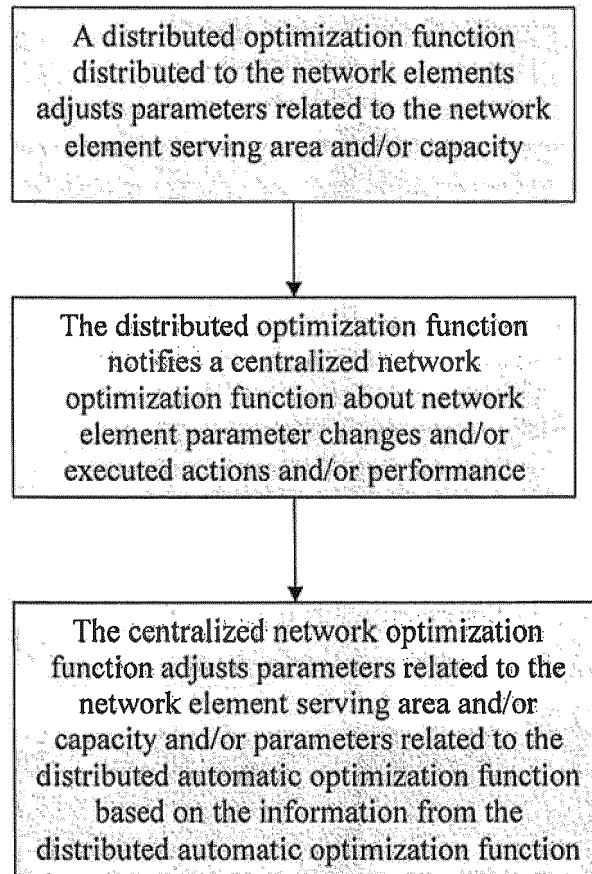 A distributed optimization function
distributed to the network elements
adjusts parameters related to the network
element serving area and/or capacity
The distributed optimization function
notifies a centralized network
optimization function about network
element parameter changes and/or
executed actions and/or performance
The centralized network optimization
function adjusts parameters related to the
network element serving area and/or
capacity and/or parameters related to the
distributed automatic optimization function
based on the information from the
distributed automatic optimization function